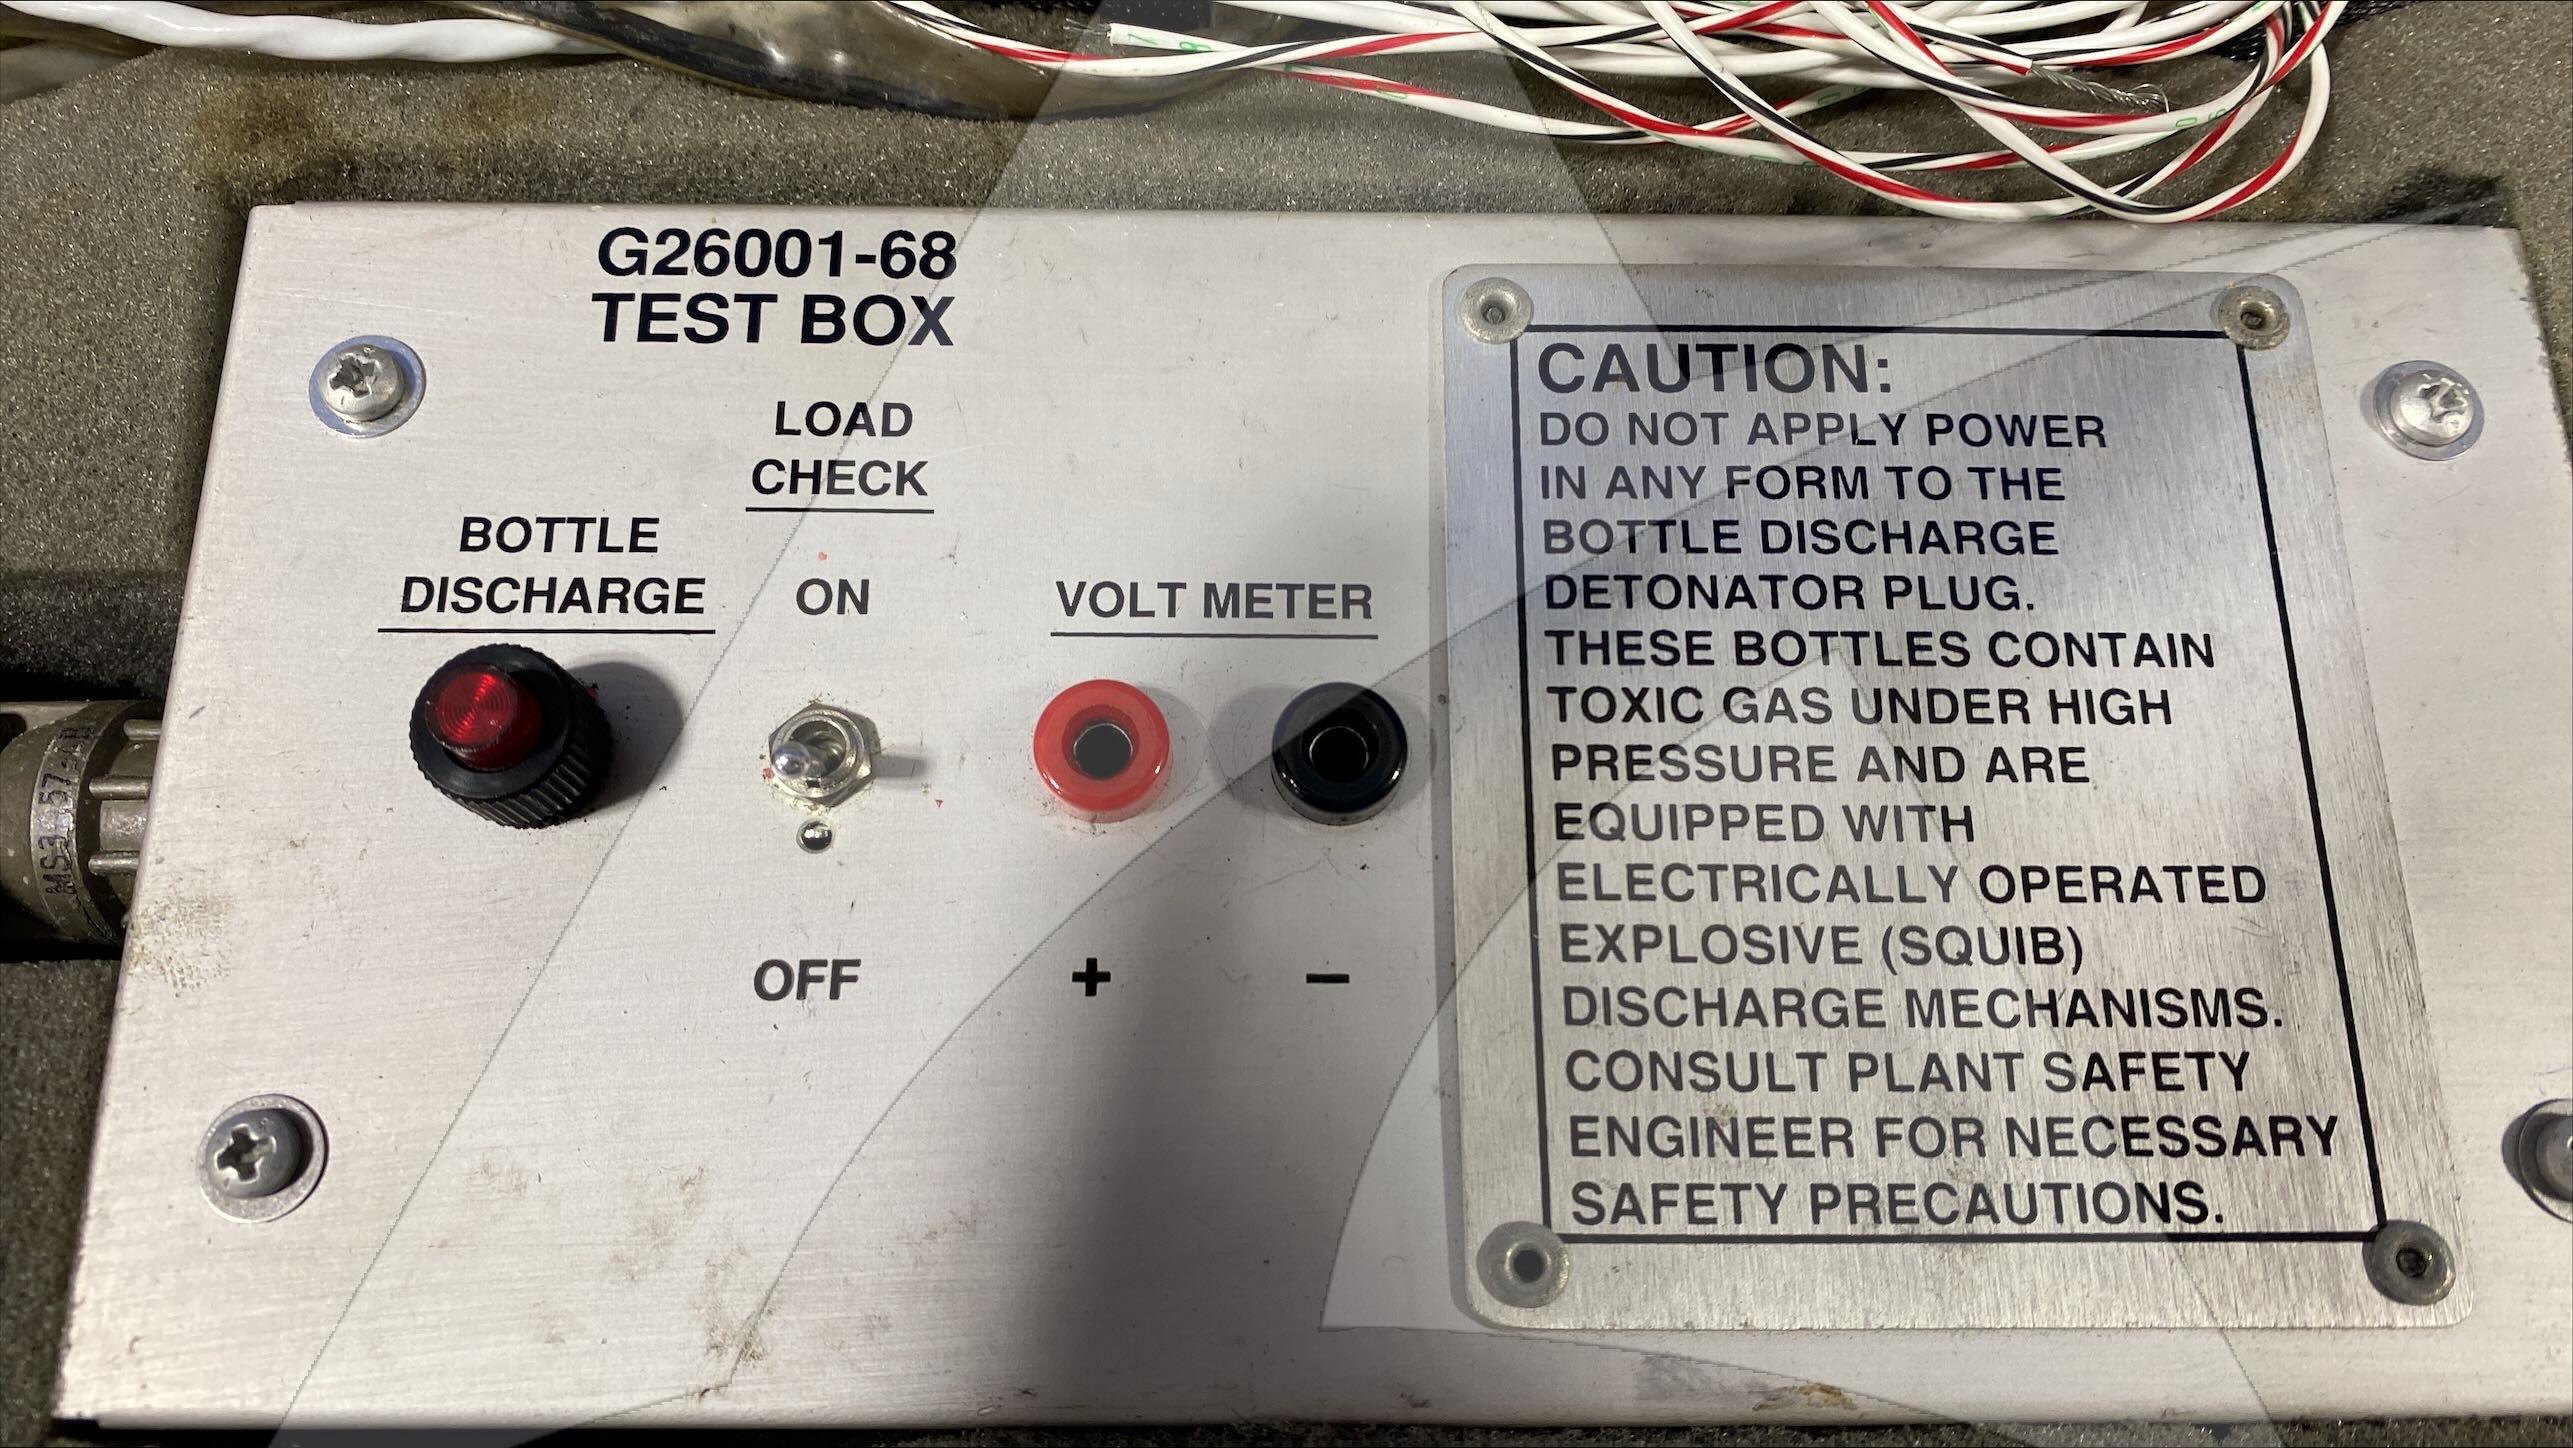 G26001-68
TEST BOX
LOAD
CHECK
BOTTLE
DISCHARGE
ON
VOLT METER
OFF
+ −
CAUTION:
DO NOT APPLY POWER
IN ANY FORM TO THE
BOTTLE DISCHARGE
DETONATOR PLUG.
THESE BOTTLES CONTAIN
TOXIC GAS UNDER HIGH
PRESSURE AND ARE
EQUIPPED WITH
ELECTRICALLY OPERATED
EXPLOSIVE (SQUIB)
DISCHARGE MECHANISMS.
CONSULT PLANT SAFETY
ENGINEER FOR NECESSARY
SAFETY PRECAUTIONS.